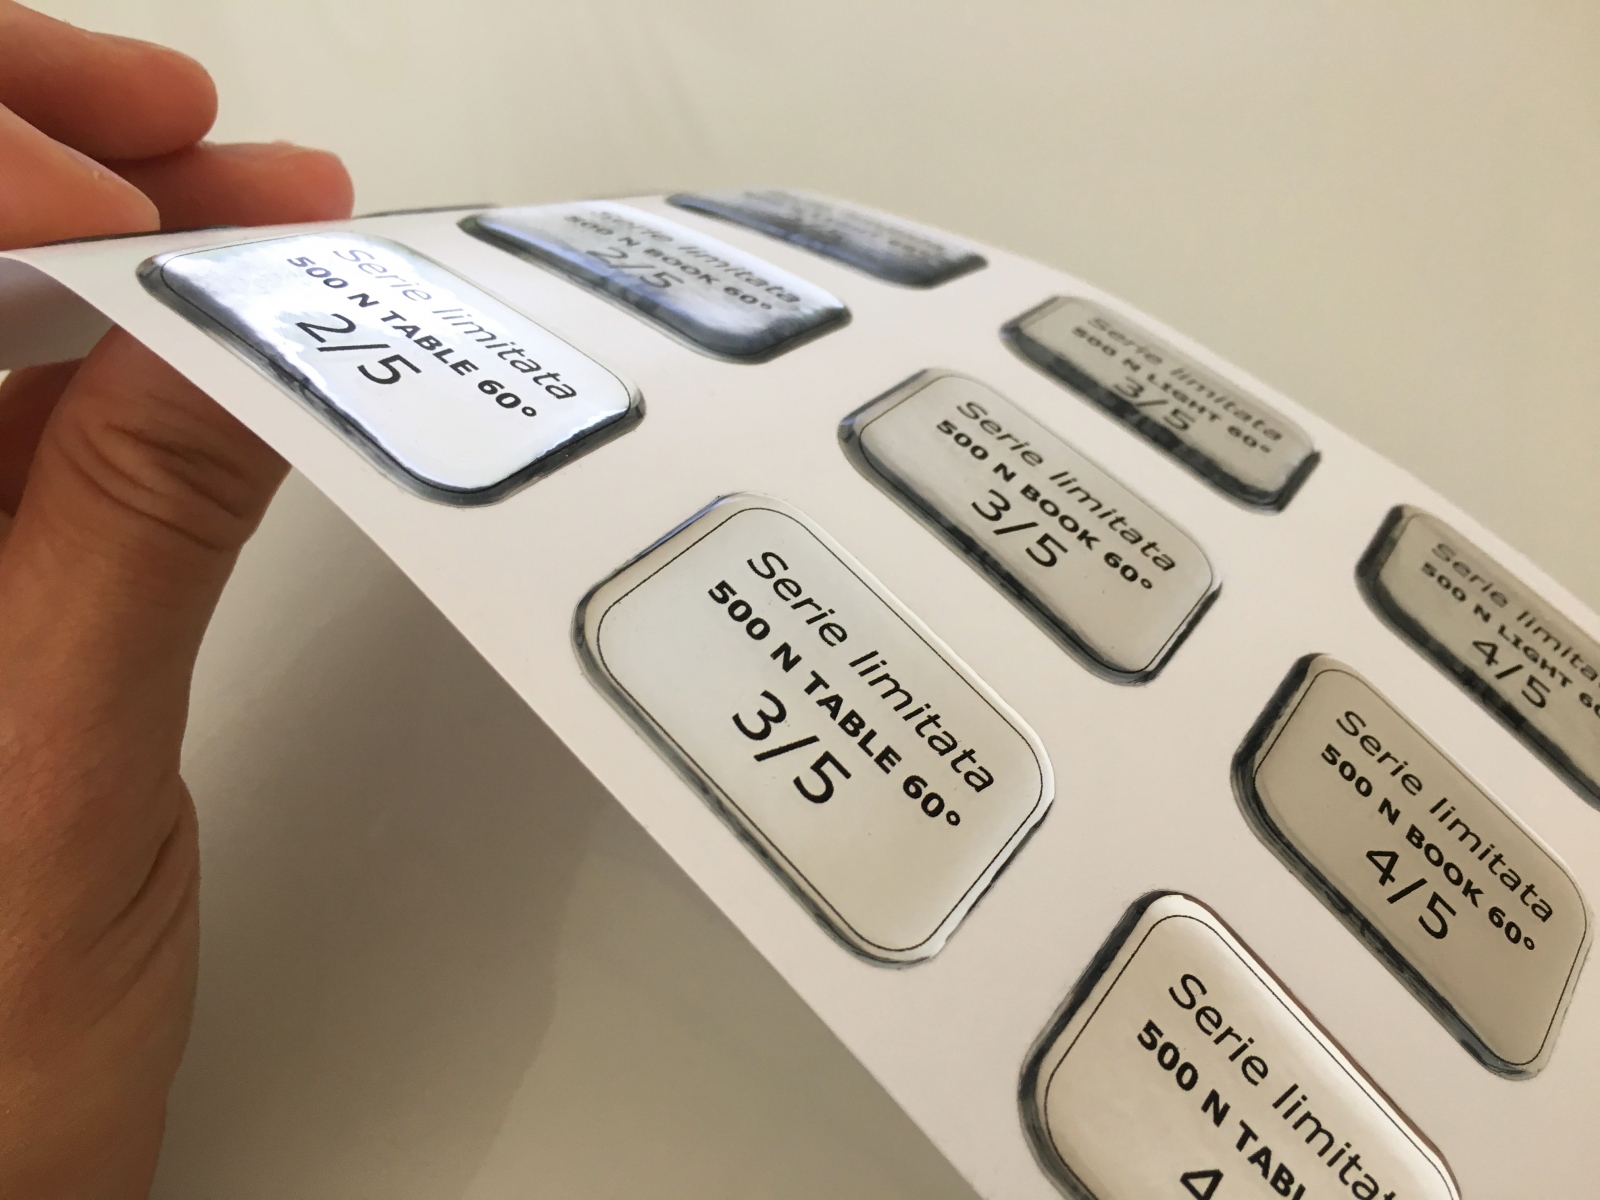 Serie limitata
500 N TABLE 60°
2/5
Serie limitata
500 N BOOK 60°
2/5
Serie limitata
500 N LIGHT 60°
3/5
Serie limitata
500 N BOOK 60°
3/5
Serie limitata
500 N TABLE 60°
3/5
Serie limitata
500 N LIGHT
4/5
Serie limitata
500 N BOOK 60°
4/5
Serie
500 N